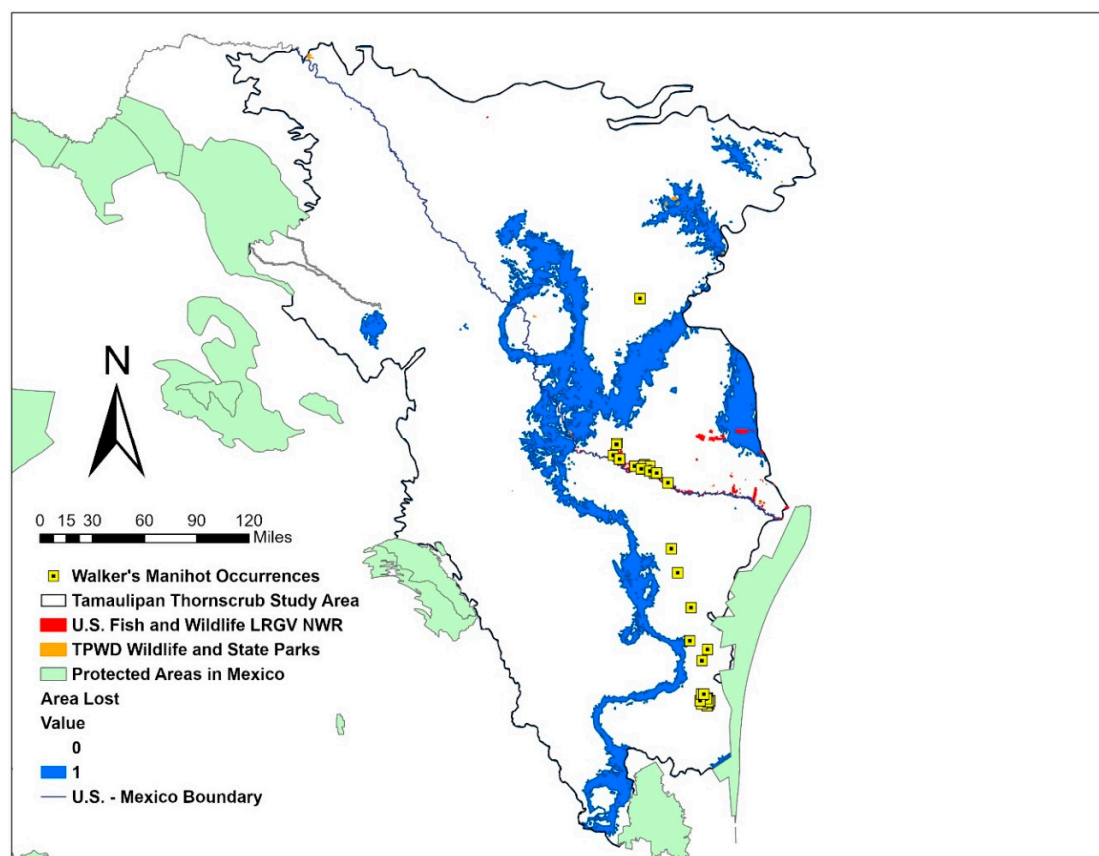 N
0 15 30 60 90 120
Miles
Walker's Manihot Occurrences
Tamaulipan Thornscrub Study Area
U.S. Fish and Wildlife LRGV NWR
TPWD Wildlife and State Parks
Protected Areas in Mexico
Area Lost
Value
0
1
U.S. - Mexico Boundary